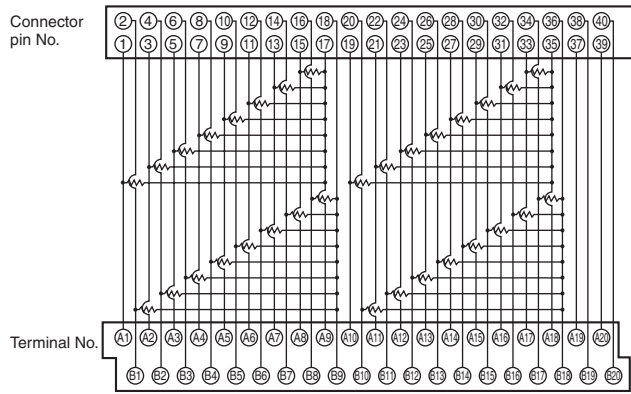 Connector pin No.
2 4 6 8 10 12 14 16 18 20 22 24 26 28 30 32 34 36 38 40
1 3 5 7 9 11 13 15 17 19 21 23 25 27 29 31 33 35 37 39
Terminal No.
A1 A2 A3 A4 A5 A6 A7 A8 A9 A10 A11 A12 A13 A14 A15 A16 A17 A18 A19 A20
B1 B2 B3 B4 B5 B6 B7 B8 B9 B10 B11 B12 B13 B14 B15 B16 B17 B18 B19 B20